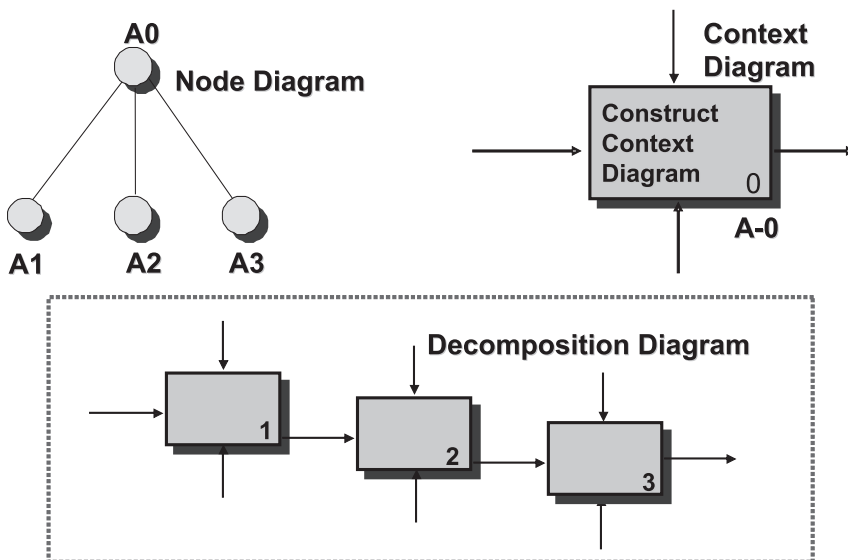 A0
Node Diagram
A1
A2
A3
Context
Diagram
Construct
Context
Diagram
0
A-0
Decomposition Diagram
1
2
3